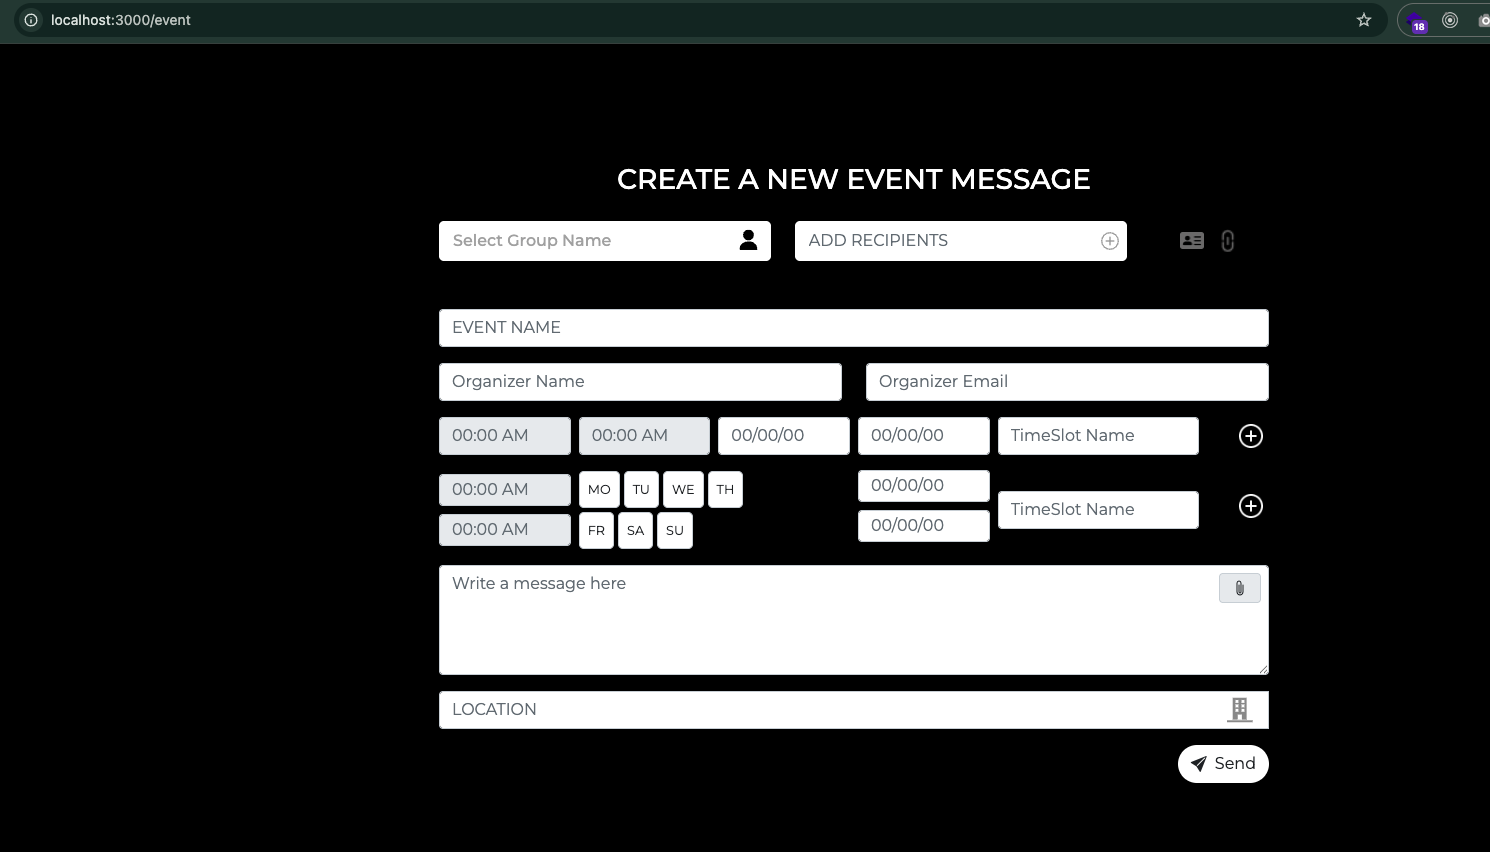 localhost:3000/event
18
CREATE A NEW EVENT MESSAGE
Select Group Name ADD RECIPIENTS
EVENT NAME
Organizer Name Organizer Email
00:00 AM 00:00 AM 00/00/00 00/00/00 TimeSlot Name
00:00 AM MO TU WE TH 00/00/00
TimeSlot Name
00:00 AM FR SA SU 00/00/00
Write a message here
LOCATION
Send